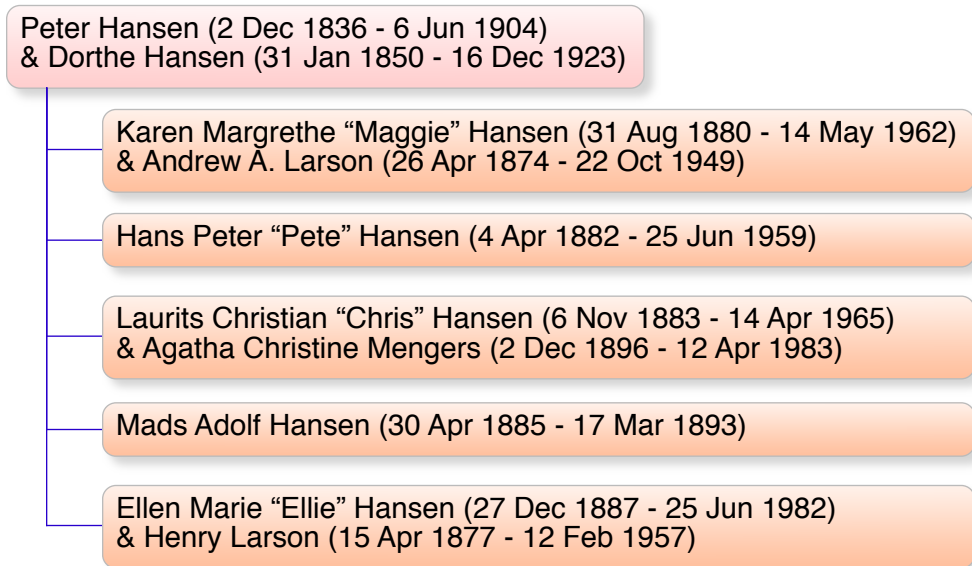 Peter Hansen (2 Dec 1836 - 6 Jun 1904)
& Dorthe Hansen (31 Jan 1850 - 16 Dec 1923)
Karen Margrethe “Maggie” Hansen (31 Aug 1880 - 14 May 1962)
& Andrew A. Larson (26 Apr 1874 - 22 Oct 1949)
Hans Peter “Pete” Hansen (4 Apr 1882 - 25 Jun 1959)
Laurits Christian “Chris” Hansen (6 Nov 1883 - 14 Apr 1965)
& Agatha Christine Mengers (2 Dec 1896 - 12 Apr 1983)
Mads Adolf Hansen (30 Apr 1885 - 17 Mar 1893)
Ellen Marie “Ellie” Hansen (27 Dec 1887 - 25 Jun 1982)
& Henry Larson (15 Apr 1877 - 12 Feb 1957)